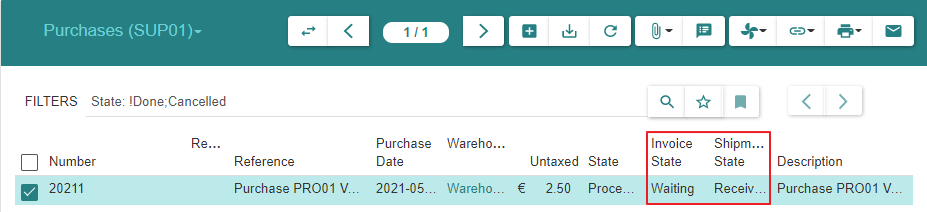 Purchases (SUP01)
1 / 1
FILTERS State: !Done;Cancelled
Re… Purchase Wareho… Invoice Shipm…
Number Reference Date Untaxed State State State Description
20211 Purchase PRO01 V… 2021-05… Wareho… € 2.50 Proce… Waiting Receiv… Purchase PRO01 V…